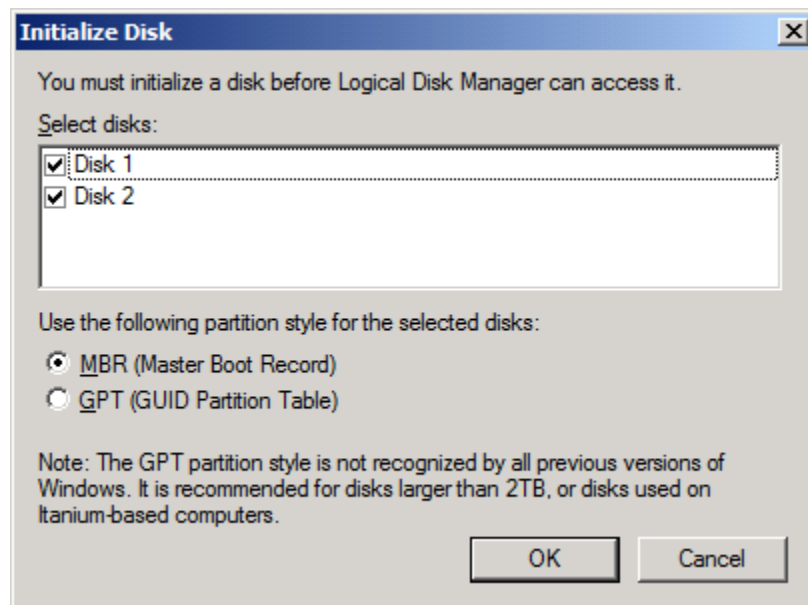 Initialize Disk
You must initialize a disk before Logical Disk Manager can access it.
Select disks:
Disk 1
Disk 2
Use the following partition style for the selected disks:
MBR (Master Boot Record)
GPT (GUID Partition Table)
Note: The GPT partition style is not recognized by all previous versions of
Windows. It is recommended for disks larger than 2TB, or disks used on
Itanium-based computers.
OK Cancel